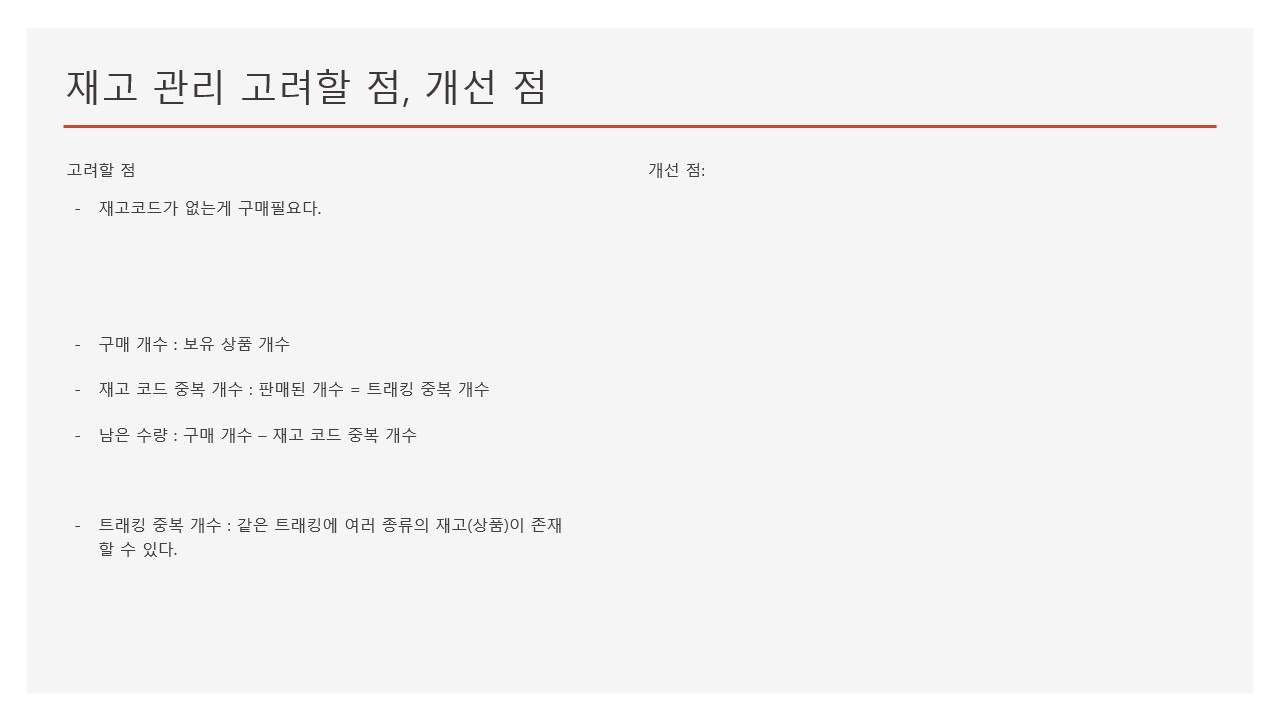 재고 관리 고려할 점, 개선 점
고려할 점
- 재고코드가 없는게 구매필요다.
- 구매 개수 : 보유 상품 개수
- 재고 코드 중복 개수 : 판매된 개수 = 트래킹 중복 개수
- 남은 수량 : 구매 개수 – 재고 코드 중복 개수
- 트래킹 중복 개수 : 같은 트래킹에 여러 종류의 재고(상품)이 존재
할 수 있다.
개선 점: